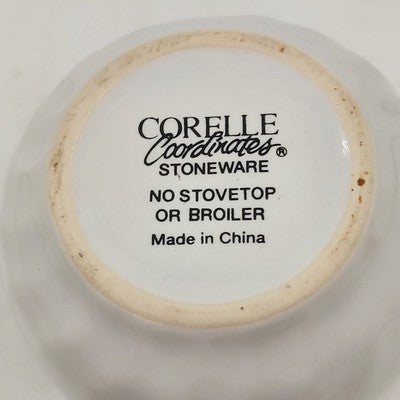 CORELLE
Coordinates®
STONEWARE
NO STOVETOP
OR BROILER
Made in China